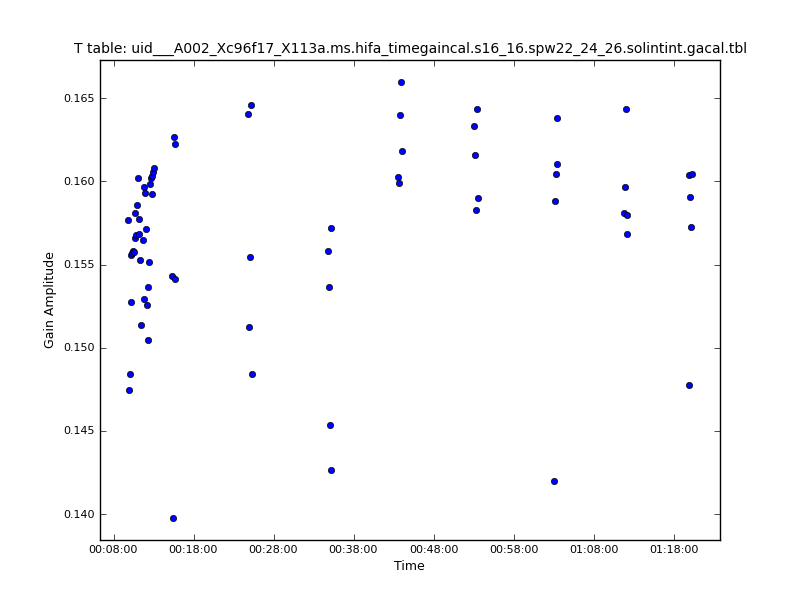 T table: uid___A002_Xc96f17_X113a.ms.hifa_timegaincal.s16_16.spw22_24_26.solintint.gacal.tbl
0.165
0.160
0.155
0.150
0.145
0.140
Gain Amplitude
00:08:00 00:18:00 00:28:00 00:38:00 00:48:00 00:58:00 01:08:00 01:18:00
Time